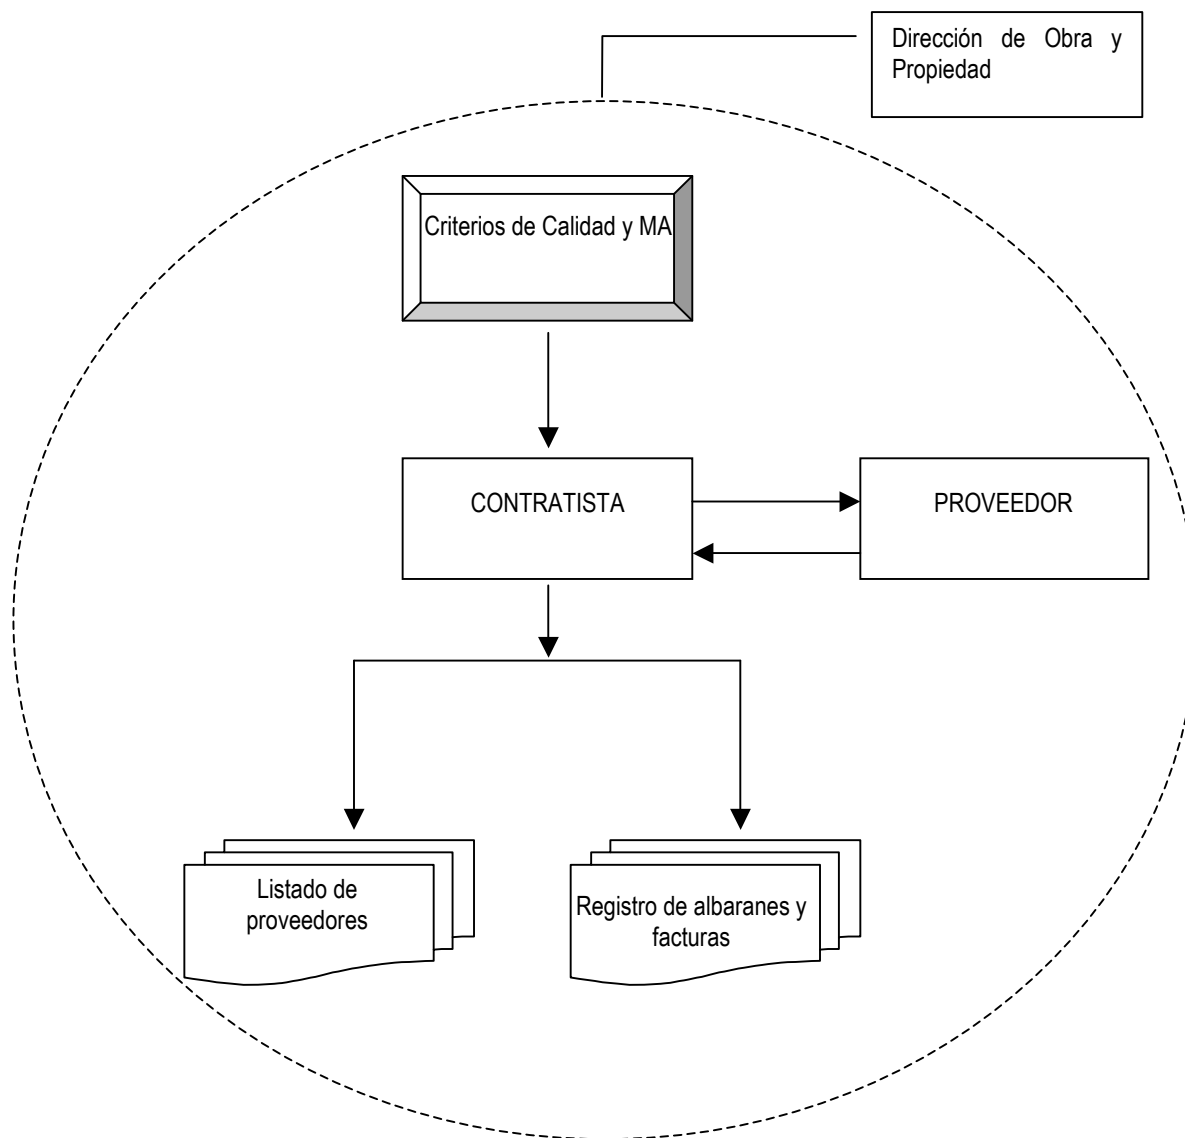 Dirección de Obra y
Propiedad
Criterios de Calidad y MA
CONTRATISTA
PROVEEDOR
Listado de
proveedores
Registro de albaranes y
facturas